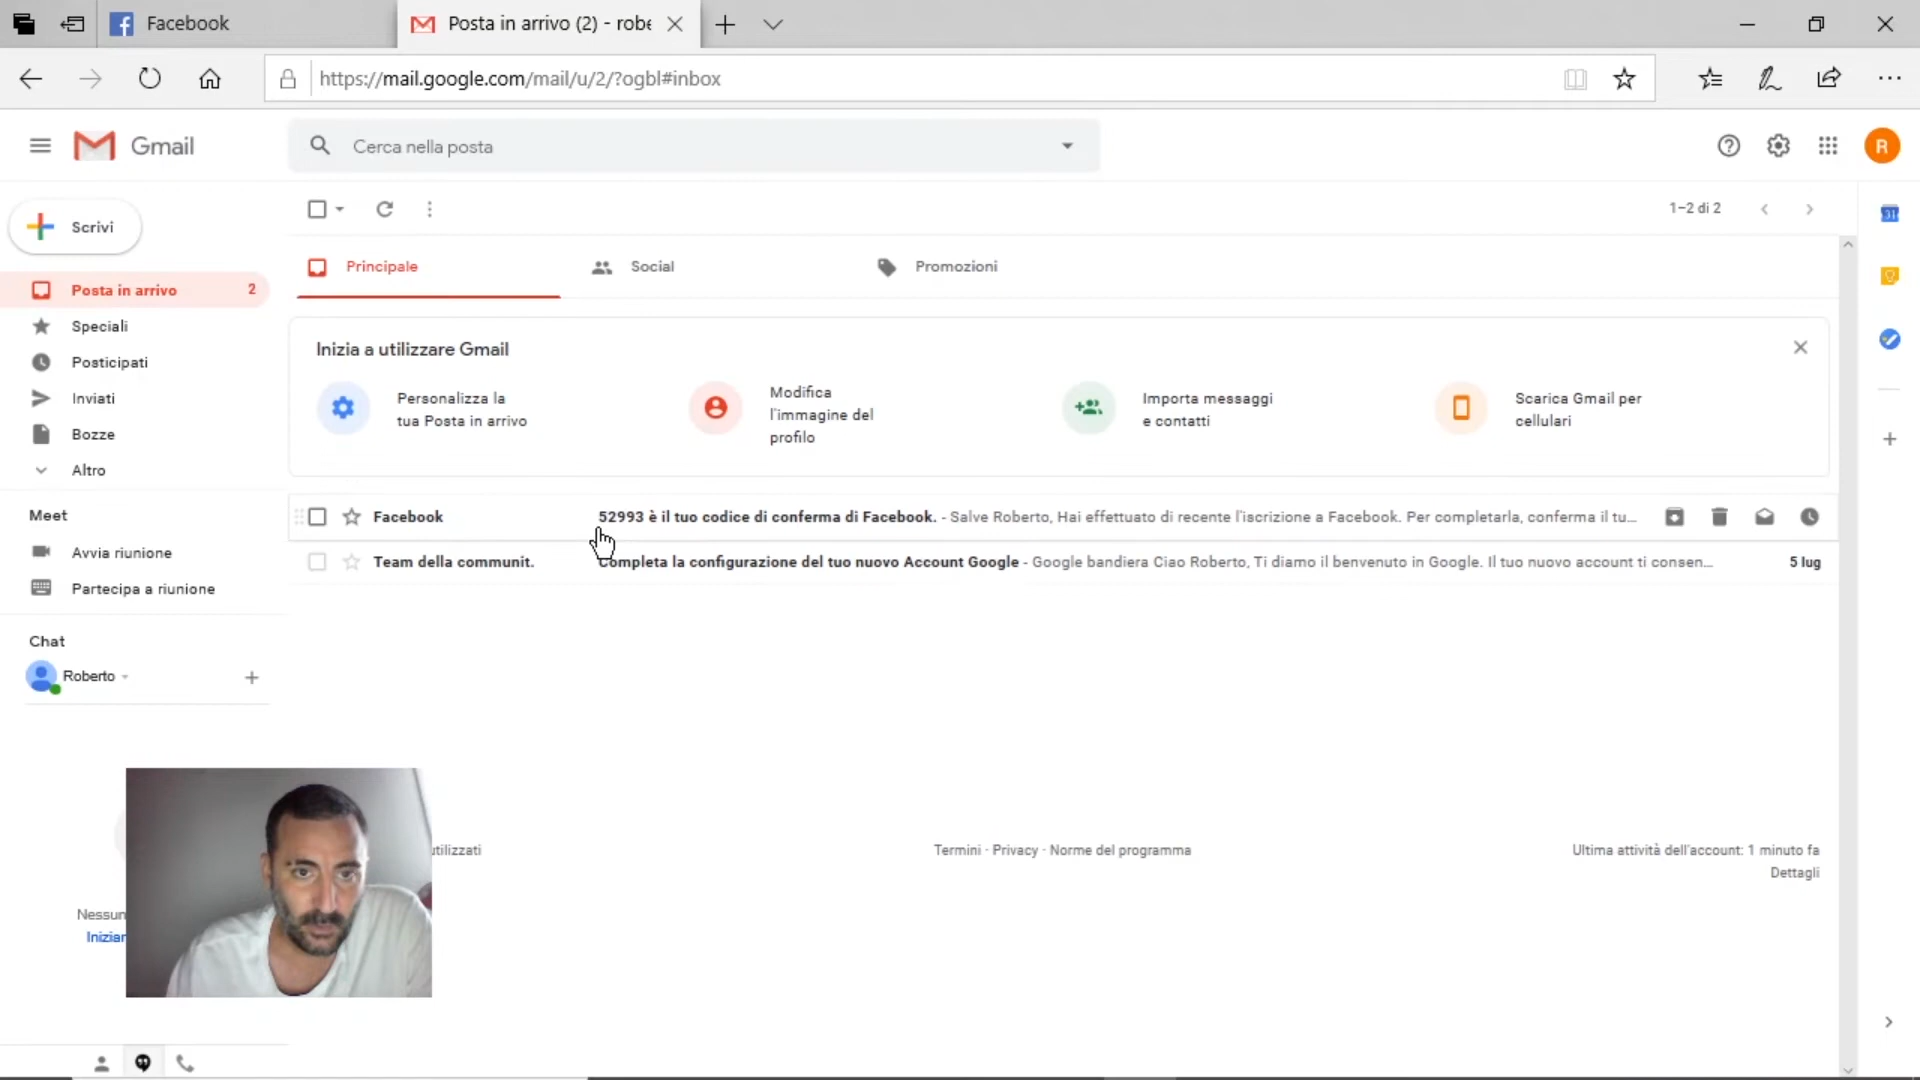 Facebook
Posta in arrivo (2) - robe
https://mail.google.com/mail/u/2/?ogbl#inbox
Gmail
Cerca nella posta
R
Scrivi
1–2 di 2
31
Principale
Social
Promozioni
Posta in arrivo
2
Speciali
Posticipati
Inviati
Bozze
Altro
Inizia a utilizzare Gmail
Personalizza la
tua Posta in arrivo
Modifica
l'immagine del
profilo
Importa messaggi
e contatti
Scarica Gmail per
cellulari
Facebook 52993 è il tuo codice di conferma di Facebook. - Salve Roberto, Hai effettuato di recente l'iscrizione a Facebook. Per completarla, conferma il tu...
Team della communit. Completa la configurazione del tuo nuovo Account Google - Google bandiera Ciao Roberto, Ti diamo il benvenuto in Google. Il tuo nuovo account ti consen... 5 lug
Meet
Avvia riunione
Partecipa a riunione
Chat
Roberto
utilizzati
Termini · Privacy · Norme del programma
Ultima attività dell'account: 1 minuto fa
Dettagli
Nessun
Iniziar